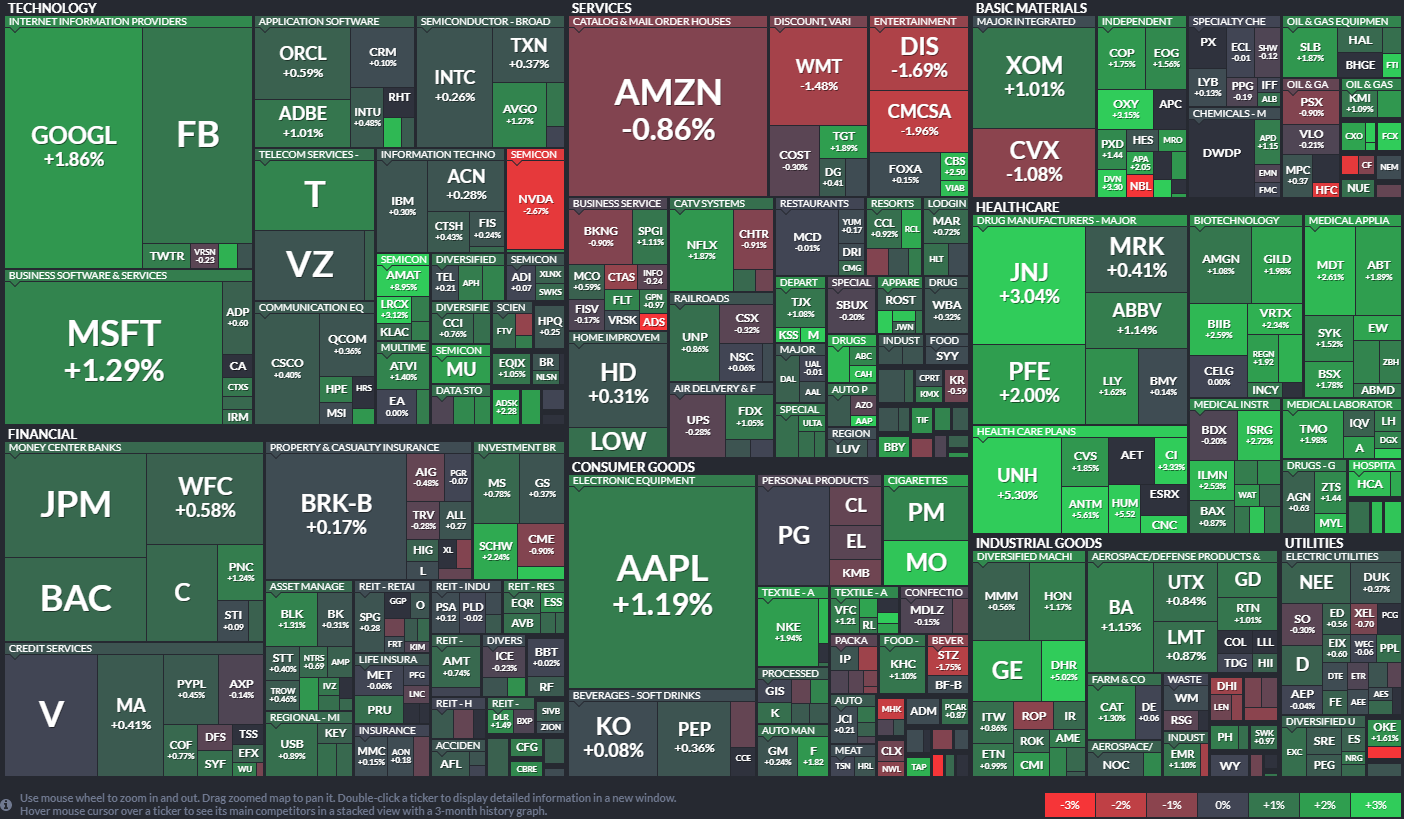 TECHNOLOGY
INTERNET INFORMATION PROVIDERS
GOOGL
+1.86%
FB
TWTR
VRSN
-0.23
BUSINESS SOFTWARE & SERVICES
MSFT
+1.29%
ADP
+0.60
CA
CTXS
IRM
APPLICATION SOFTWARE
ORCL
+0.59%
CRM
+0.10%
ADBE
+1.01%
INTU
+0.48%
RHT
SEMICONDUCTOR - BROAD
INTC
+0.26%
TXN
+0.37%
AVGO
+1.27%
TELECOM SERVICES -
T
VZ
INFORMATION TECHNO
IBM
+0.30%
ACN
+0.28%
CTSH
+0.43%
FIS
+0.24%
SEMICON
NVDA
-2.67%
COMMUNICATION EQ
CSCO
+0.40%
QCOM
+0.36%
HPE
HRS
MSI
SEMICON
AMAT
+8.95%
LRCX
+3.12%
KLAC
MULTIME
ATVI
+1.40%
EA
0.00%
DIVERSIFIED
TEL
+0.21
APH
SEMICON
ADI
+0.07
XLNX
SWKS
DIVERSIFIE
CCI
+0.76%
SCIEN
FTV
HPQ
+0.25
SEMICON
MU
EQIX
+1.05%
BR
NLSN
DATA STO
ADSK
+2.28
FINANCIAL
MONEY CENTER BANKS
JPM
WFC
+0.58%
BAC
C
PNC
+1.24%
STI
+0.09
CREDIT SERVICES
V
MA
+0.41%
PYPL
+0.45%
AXP
-0.14%
COF
+0.77%
DFS
TSS
SYF
EFX
WU
PROPERTY & CASUALTY INSURANCE
BRK-B
+0.17%
AIG
-0.48%
PGR
-0.07
TRV
-0.28%
ALL
+0.27
HIG
XL
L
INVESTMENT BR
MS
+0.78%
GS
+0.37%
SCHW
+2.24%
CME
-0.90%
ASSET MANAGE
BLK
+1.31%
BK
+0.31%
STT
+0.40%
NTRS
+0.69
AMP
TROW
+0.46%
IVZ
REGIONAL - MI
USB
+0.89%
KEY
REIT - RETAI
SPG
+0.28
GGP
O
FRT
KIM
LIFE INSURA
MET
-0.06%
PFG
LNC
PRU
INSURANCE
MMC
+0.15%
AON
+0.18
REIT - INDU
PSA
+0.12
PLD
-0.02
REIT - RES
EQR
ESS
AVB
REIT -
AMT
+0.74%
DIVERS
ICE
-0.23%
BBT
+0.02%
RF
REIT - H
REIT -
DLR
+1.49
BXP
SIVB
ZION
ACCIDEN
AFL
CFG
CBRE
SERVICES
CATALOG & MAIL ORDER HOUSES
AMZN
-0.86%
DISCOUNT, VARI
WMT
-1.48%
COST
-0.30%
TGT
+1.89%
DG
+0.41
ENTERTAINMENT
DIS
-1.69%
CMCSA
-1.96%
FOXA
+0.15%
CBS
+2.50
VIAB
BUSINESS SERVICE
BKNG
-0.90%
SPGI
+1.11%
MCO
+0.59%
CTAS
INFO
-0.24
FLT
GPN
+0.97
FISV
-0.17%
VRSK
ADS
CATV SYSTEMS
NFLX
+1.87%
CHTR
-0.91%
RESTAURANTS
MCD
-0.01%
YUM
+0.17
DRI
CMG
RESORTS
CCL
+0.92%
RCL
LODGIN
MAR
+0.72%
HLT
HOME IMPROVEM
HD
+0.31%
LOW
RAILROADS
UNP
+0.86%
CSX
-0.32%
NSC
+0.06%
AIR DELIVERY & F
UPS
-0.28%
FDX
+1.05%
DEPART
TJX
+1.08%
KSS
M
SPECIAL
SBUX
-0.20%
APPARE
ROST
JWN
DRUG
WBA
+0.32%
MAJOR
DAL
UAL
-0.01
AAL
DRUGS
ABC
CAH
INDUST
FOOD
SYY
SPECIAL
ULTA
AUTO P
AZO
AAP
CPRT
KMX
KR
-0.59
REGION
LUV
TIF
BBY
CONSUMER GOODS
ELECTRONIC EQUIPMENT
AAPL
+1.19%
BEVERAGES - SOFT DRINKS
KO
+0.08%
PEP
+0.36%
CCE
PERSONAL PRODUCTS
PG
CL
EL
KMB
CIGARETTES
PM
MO
TEXTILE - A
NKE
+1.94%
TEXTILE - A
VFC
+1.21
RL
CONFECTIO
MDLZ
-0.15%
PACKA
IP
FOOD -
KHC
+1.10%
BEVER
STZ
-1.75%
BF-B
PROCESSED
GIS
K
AUTO
JCI
+0.21
MHK
ADM
PCAR
+0.87
AUTO MAN
GM
+0.24%
F
+1.82
MEAT
TSN
HRL
CLX
NWL
TAP
BASIC MATERIALS
MAJOR INTEGRATED
XOM
+1.01%
CVX
-1.08%
INDEPENDENT
COP
+1.75%
EOG
+1.56%
OXY
+3.15%
APC
PXD
+1.44
HES
MRO
APA
+2.05
DVN
+3.30
NBL
SPECIALTY CHE
PX
ECL
-0.01
SHW
-0.12
LYB
+0.13%
PPG
-0.19
IFF
ALB
CHEMICALS - M
DWDP
APD
+1.15
EMN
FMC
OIL & GAS EQUIPMEN
SLB
+1.87%
HAL
BHGE
FTI
OIL & GA
PSX
-0.90%
VLO
-0.21%
MPC
+0.37
HFC
OIL & GAS
KMI
+1.09%
CXO
FCX
CF
NEM
NUE
HEALTHCARE
DRUG MANUFACTURERS - MAJOR
JNJ
+3.04%
MRK
+0.41%
ABBV
+1.14%
PFE
+2.00%
LLY
+1.62%
BMY
+0.14%
BIOTECHNOLOGY
AMGN
+1.08%
GILD
+1.98%
BIIB
+2.59%
VRTX
+2.34%
REGN
+1.92
CELG
0.00%
INCY
MEDICAL APPLIA
MDT
+2.61%
ABT
+1.89%
SYK
+1.52%
EW
ZBH
BSX
+1.78%
ABMD
HEALTH CARE PLANS
UNH
+5.30%
CVS
+1.85%
AET
CI
+3.33%
ANTM
+5.61%
HUM
+5.52
ESRX
CNC
MEDICAL INSTR
BDX
-0.20%
ISRG
+2.72%
ILMN
+2.53%
WAT
BAX
+0.87%
MEDICAL LABORATOR
TMO
+1.98%
IQV
LH
A
DGX
DRUGS - G
AGN
+0.63
ZTS
+1.44
MYL
HOSPITA
HCA
INDUSTRIAL GOODS
DIVERSIFIED MACHI
MMM
+0.56%
HON
+1.17%
GE
DHR
+5.02%
ITW
+0.86%
ROP
IR
ROK
AME
ETN
+0.99%
CMI
AEROSPACE/DEFENSE PRODUCTS &
BA
+1.15%
UTX
+0.84%
GD
LMT
+0.87%
RTN
+1.01%
COL
LLL
TDG
HII
FARM & CO
CAT
+1.30%
DE
+0.06
WASTE
WM
RSG
DHI
LEN
AEROSPACE/
NOC
INDUST
EMR
+1.10%
PH
SWK
+0.97
WY
UTILITIES
ELECTRIC UTILITIES
NEE
DUK
+0.37%
SO
-0.30%
ED
+0.56
XEL
-0.70
PCG
D
EIX
+0.60
WEC
-0.06
PPL
DTE
ETR
AEP
-0.04%
FE
AEE
AES
DIVERSIFIED U
EXC
SRE
ES
PEG
NRG
OKE
+1.61%
Use mouse wheel to zoom in and out. Drag zoomed map to pan it. Double-click a ticker to display detailed information in a new window.
Hover mouse cursor over a ticker to see its main competitors in a stacked view with a 3-month history graph.
-3%
-2%
-1%
0%
+1%
+2%
+3%